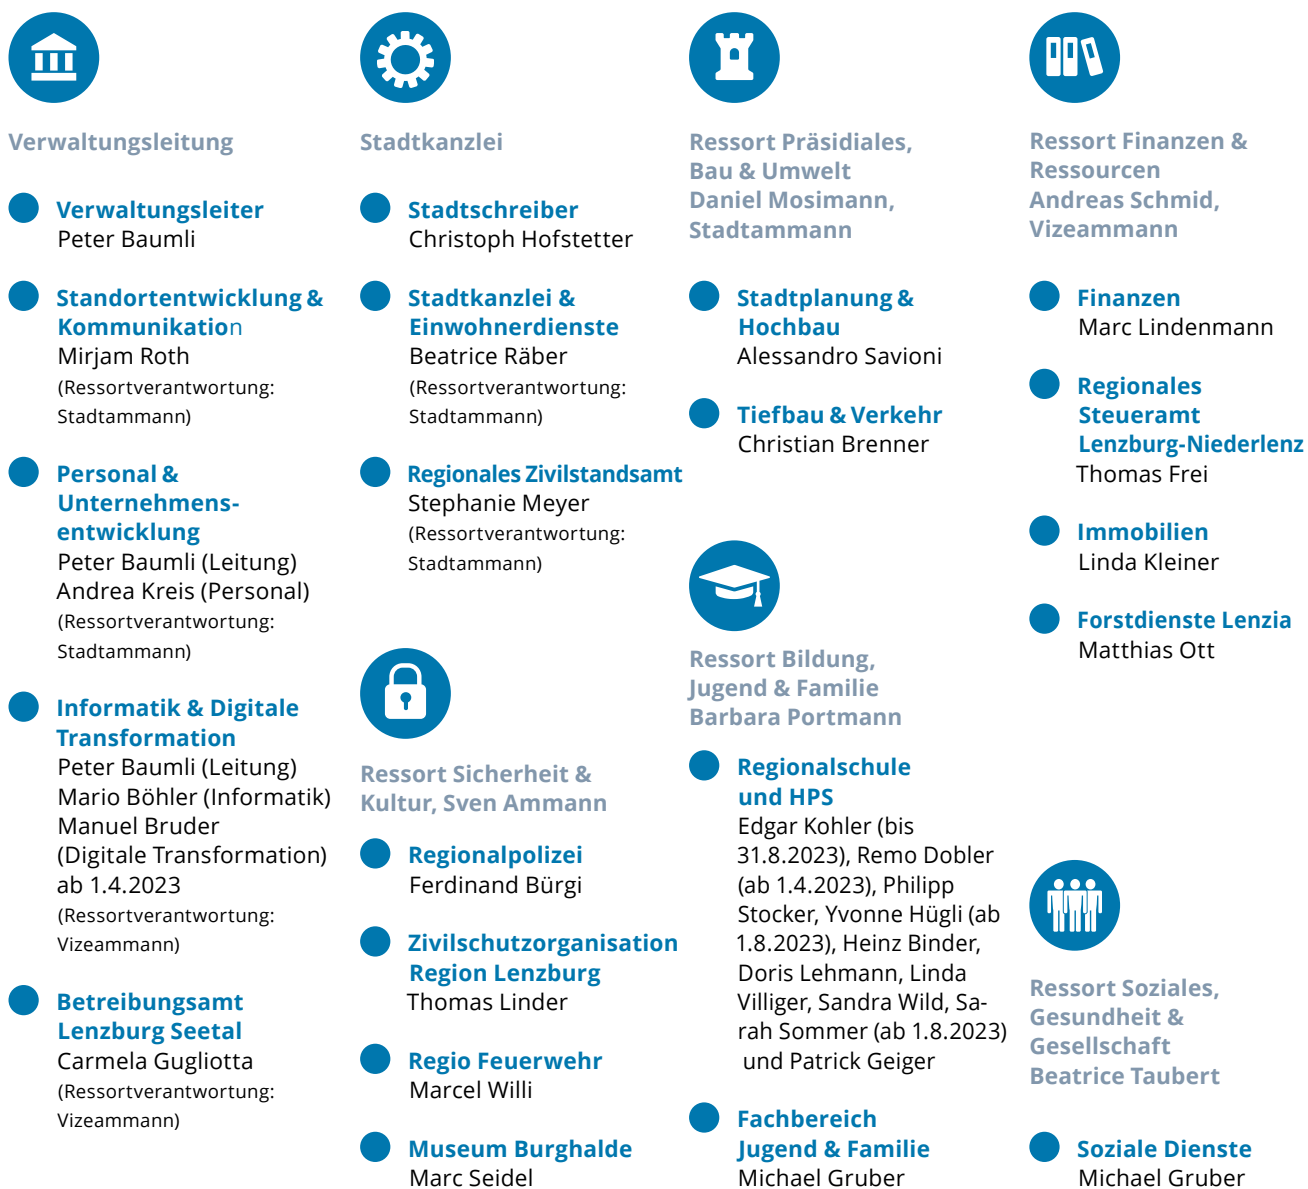 Verwaltungsleitung
Verwaltungsleiter
Peter Baumli
Standortentwicklung &
Kommunikation
Mirjam Roth
(Ressortverantwortung:
Stadtammann)
Personal &
Unternehmens-
entwicklung
Peter Baumli (Leitung)
Andrea Kreis (Personal)
(Ressortverantwortung:
Stadtammann)
Informatik & Digitale
Transformation
Peter Baumli (Leitung)
Mario Böhler (Informatik)
Manuel Bruder
(Digitale Transformation)
ab 1.4.2023
(Ressortverantwortung:
Vizeammann)
Betreibungsamt
Lenzburg Seetal
Carmela Gugliotta
(Ressortverantwortung:
Vizeammann)
Stadtkanzlei
Stadtschreiber
Christoph Hofstetter
Stadtkanzlei &
Einwohnerdienste
Beatrice Räber
(Ressortverantwortung:
Stadtammann)
Regionales Zivilstandsamt
Stephanie Meyer
(Ressortverantwortung:
Stadtammann)
Ressort Sicherheit &
Kultur, Sven Ammann
Regionalpolizei
Ferdinand Bürgi
Zivilschutzorganisation
Region Lenzburg
Thomas Linder
Regio Feuerwehr
Marcel Willi
Museum Burghalde
Marc Seidel
Ressort Präsidiales,
Bau & Umwelt
Daniel Mosimann,
Stadtammann
Stadtplanung &
Hochbau
Alessandro Savioni
Tiefbau & Verkehr
Christian Brenner
Ressort Bildung,
Jugend & Familie
Barbara Portmann
Regionalschule
und HPS
Edgar Kohler (bis
31.8.2023), Remo Dobler
(ab 1.4.2023), Philipp
Stocker, Yvonne Hügli (ab
1.8.2023), Heinz Binder,
Doris Lehmann, Linda
Villiger, Sandra Wild, Sa-
rah Sommer (ab 1.8.2023)
und Patrick Geiger
Fachbereich
Jugend & Familie
Michael Gruber
Ressort Finanzen &
Ressourcen
Andreas Schmid,
Vizeammann
Finanzen
Marc Lindenmann
Regionales
Steueramt
Lenzburg-Niederlenz
Thomas Frei
Immobilien
Linda Kleiner
Forstdienste Lenzia
Matthias Ott
Ressort Soziales,
Gesundheit &
Gesellschaft
Beatrice Taubert
Soziale Dienste
Michael Gruber